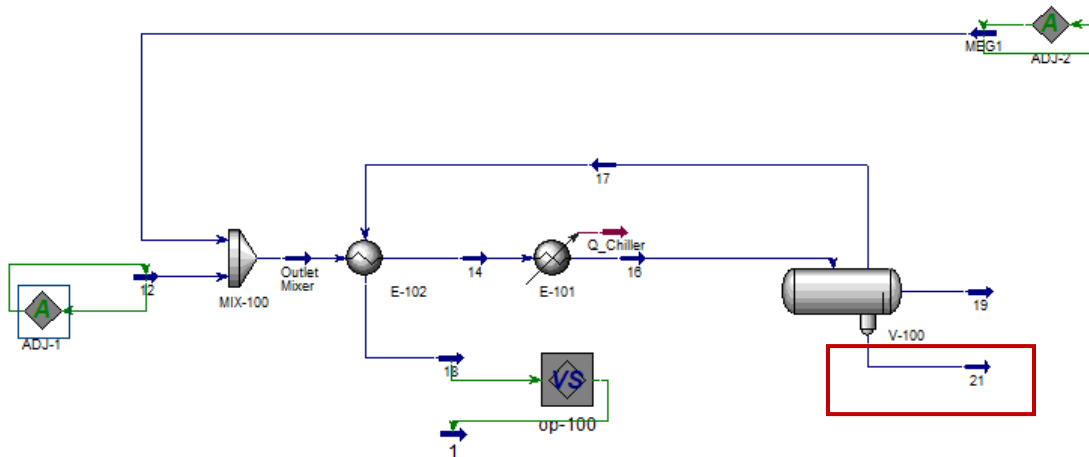 A
MEG1
ADJ-2
17
Q_Chiller
12
MIX-100
Outlet
Mixer
E-102
14
E-101
16
V-100
19
A
ADJ-1
18
VS
op-100
21
1